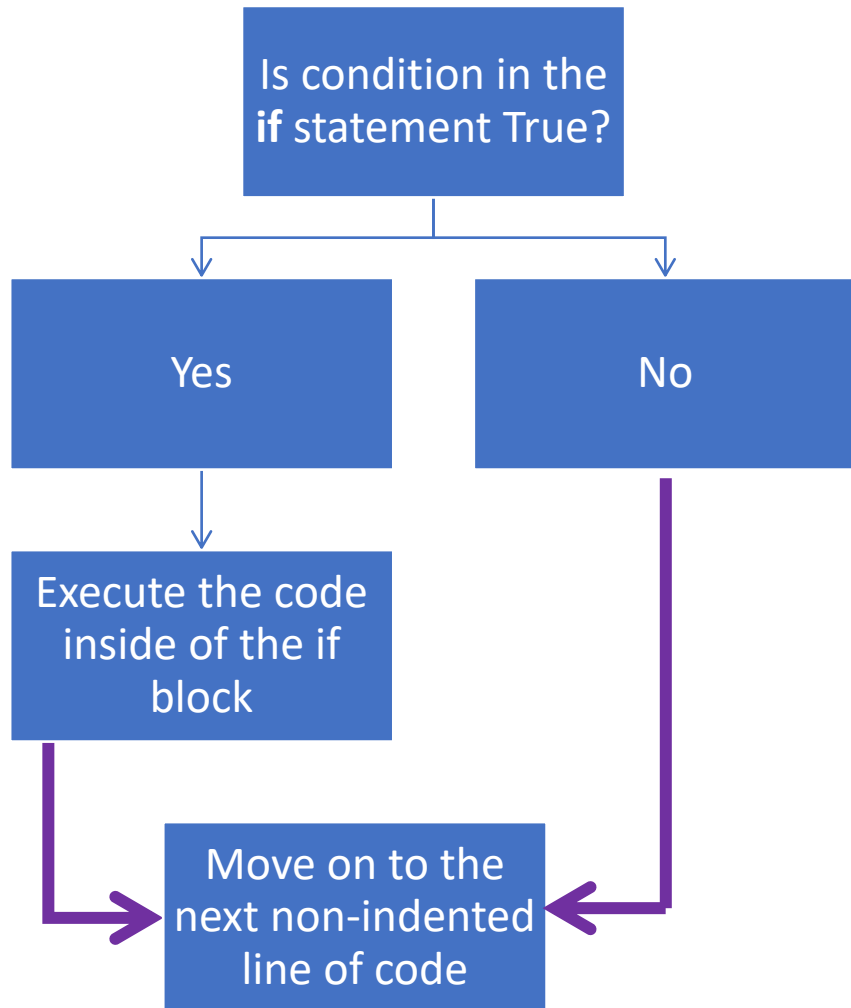 Is condition in the
if statement True?
Yes
No
Execute the code
inside of the if
block
Move on to the
next non-indented
line of code